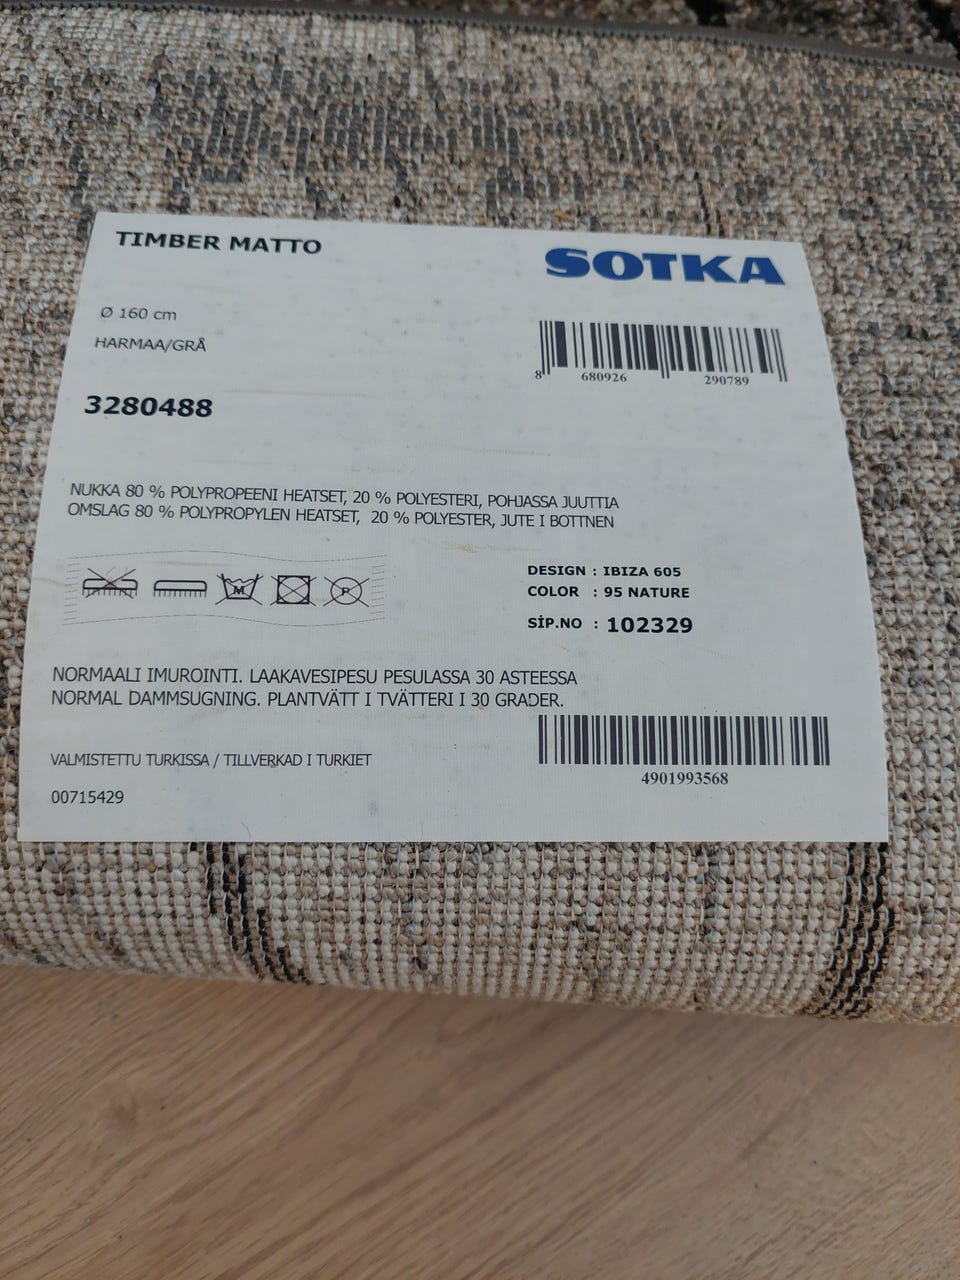 TIMBER MATTO
SOTKA
Ø 160 cm
HARMAA/GRÅ
8 680926 290789
3280488
NUKKA 80 % POLYPROPEENI HEATSET, 20 % POLYESTERI, POHJASSA JUUTTIA
OMSLAG 80 % POLYPROPYLEN HEATSET, 20 % POLYESTER, JUTE I BOTTNEN
M P
DESIGN : IBIZA 605
COLOR : 95 NATURE
SİP.NO : 102329
NORMAALI IMUROINTI. LAAKAVESIPESU PESULASSA 30 ASTEESSA
NORMAL DAMMSUGNING. PLANTVÄTT I TVÄTTERI I 30 GRADER.
4901993568
VALMISTETTU TURKISSA / TILLVERKAD I TURKIET
00715429